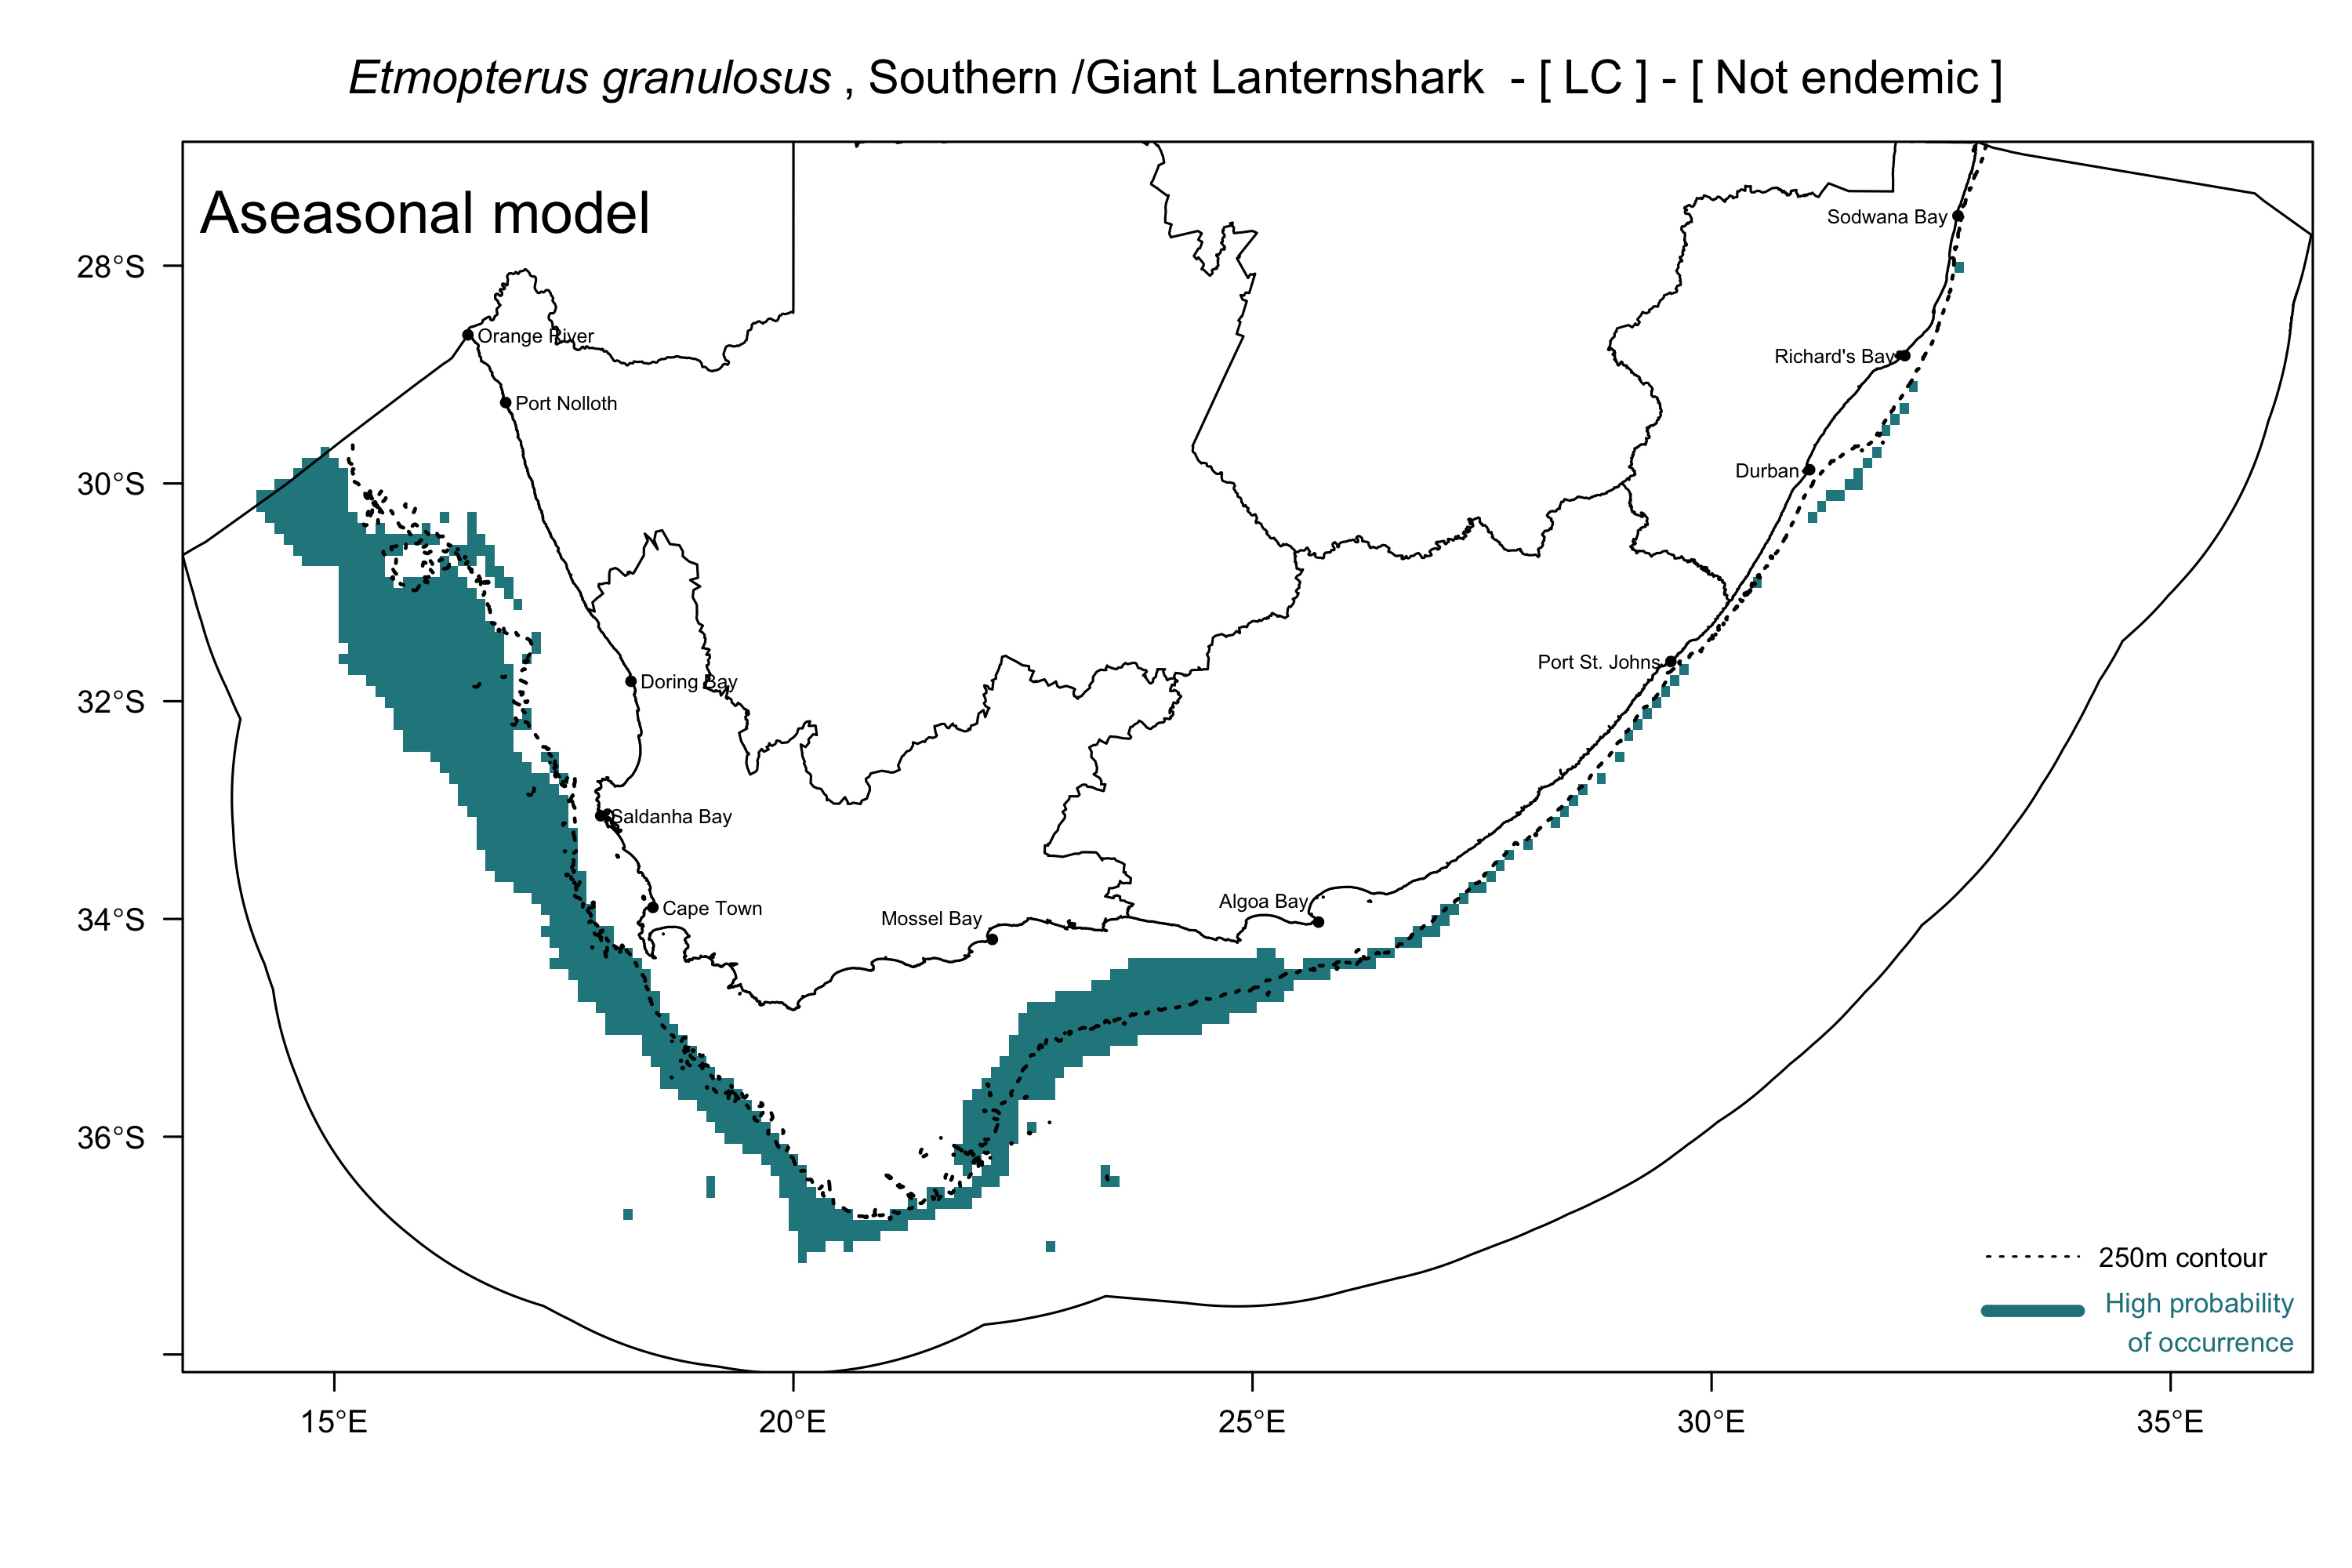 Etmopterus granulosus , Southern /Giant Lanternshark - [ LC ] - [ Not endemic ]
Aseasonal model
Sodwana Bay
28°S
Orange River
Richard's Bay
Port Nolloth
Durban
30°S
Port St. Johns
Doring Bay
32°S
Saldanha Bay
Algoa Bay
Cape Town
Mossel Bay
34°S
36°S
250m contour
High probability
of occurrence
15°E
20°E
25°E
30°E
35°E